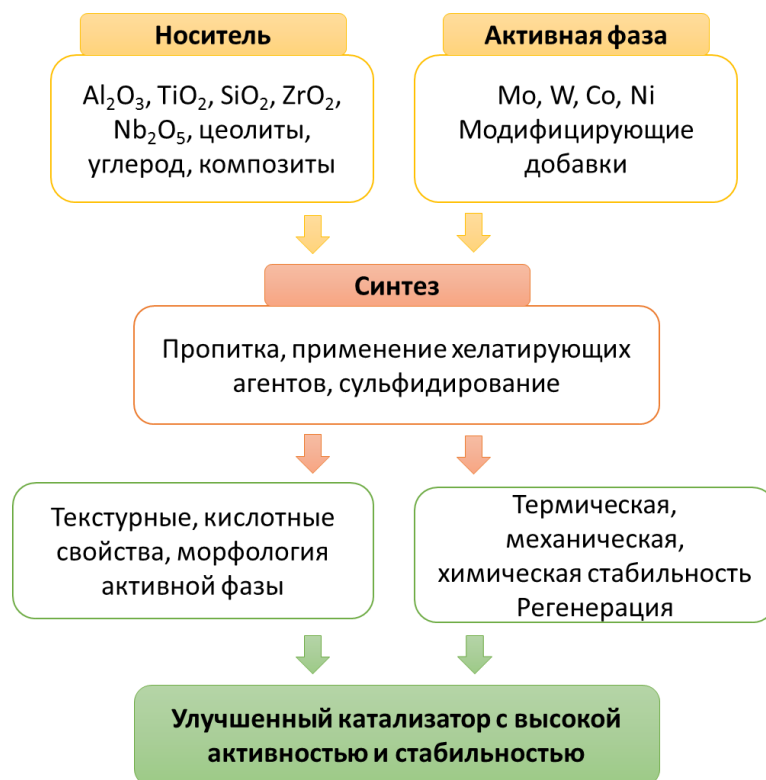 Носитель
Al₂O₃, TiO₂, SiO₂, ZrO₂,
Nb₂O₅, цеолиты,
углерод, композиты
Активная фаза
Mo, W, Co, Ni
Модифицирующие
добавки
Синтез
Пропитка, применение хелатирующих
агентов, сульфидирование
Текстурные, кислотные
свойства, морфология
активной фазы
Термическая,
механическая,
химическая стабильность
Регенерация
Улучшенный катализатор с высокой
активностью и стабильностью